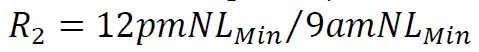 R₂ = 12pmNL_Min/9amNL_Min